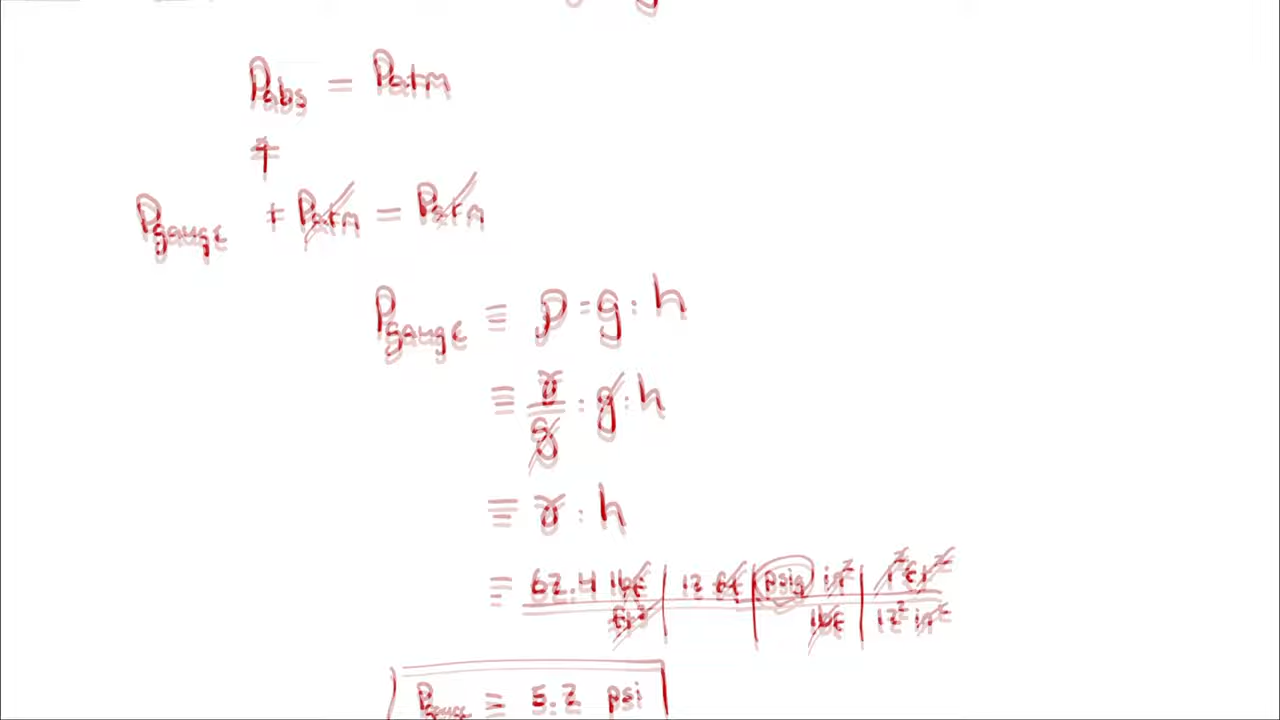 Pabs = Patm
+
Pgauge + Patm = Patm
Pgauge = ρ · g · h
= γ/g · g · h
= γ · h
= 62.4 lbf/ft³ | 12 ft | psig in²/lbf | 1² ft²/12² in²
Pgauge = 5.2 psi